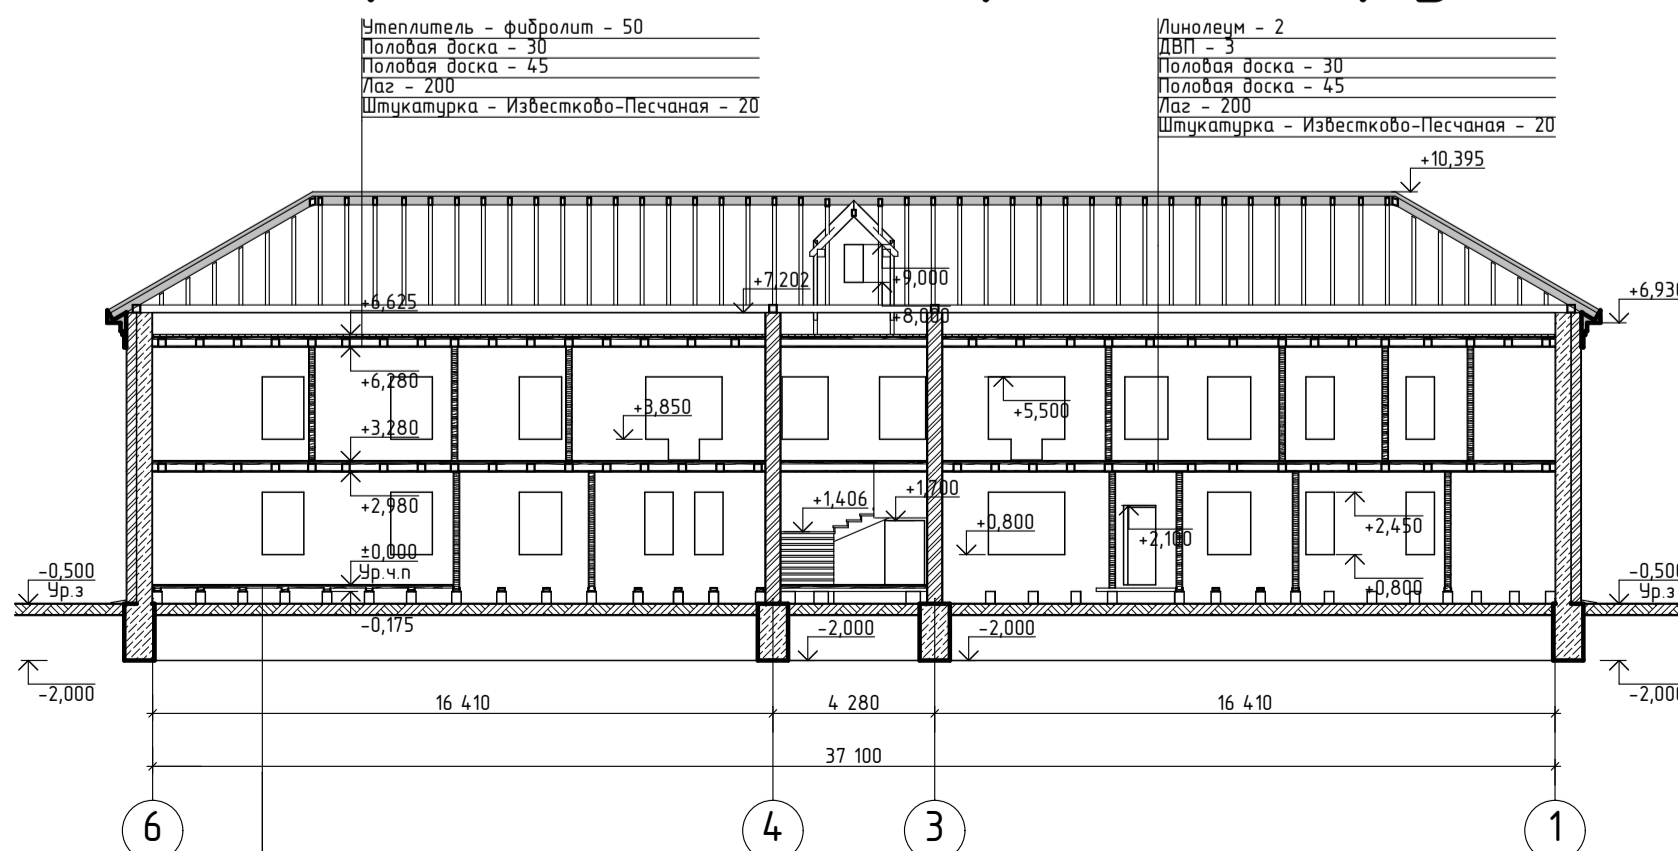 Утеплитель - фибролит - 50
Половая доска - 30
Половая доска - 45
Лаг - 200
Штукатурка - Известково-Песчаная - 20
Линолеум - 2
ДВП - 3
Половая доска - 30
Половая доска - 45
Лаг - 200
Штукатурка - Известково-Песчаная - 20
+10,395
+7,202
+9,000
+6,625
+6,930
+8,000
+6,280
+3,850
+5,500
+3,280
+2,980
+1,406
+1,700
+0,800
+2,100
+2,450
±0,000
Ур.ч.п
-0,500
Ур.з
+0,800
-0,500
Ур.з
-0,175
-2,000
-2,000
-2,000
-2,000
16 410
4 280
16 410
37 100
6
4
3
1